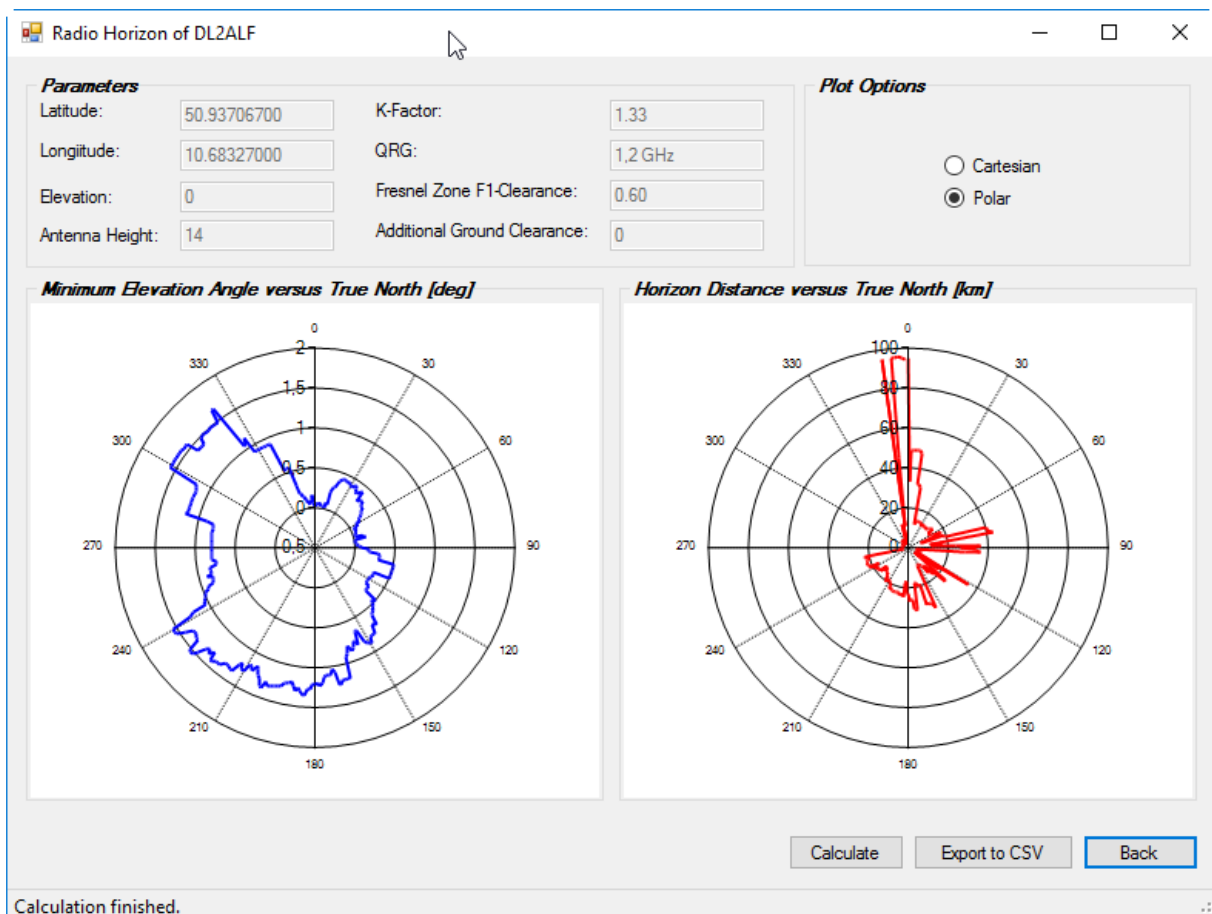 Radio Horizon of DL2ALF
Parameters
Latitude: 50.93706700 K-Factor: 1.33
Longiitude: 10.68327000 QRG: 1,2 GHz
Elevation: 0 Fresnel Zone F1-Clearance: 0.60
Antenna Height: 14 Additional Ground Clearance: 0
Plot Options
Cartesian
Polar
Minimum Elevation Angle versus True North [deg]
0
330 2 30
1,5
300 1 60
0,5
0
270 0,5 90
240 120
210 150
180
Horizon Distance versus True North [km]
0
330 100 30
80
300 60 60
40
20
270 0 90
240 120
210 150
180
Calculate Export to CSV Back
Calculation finished.